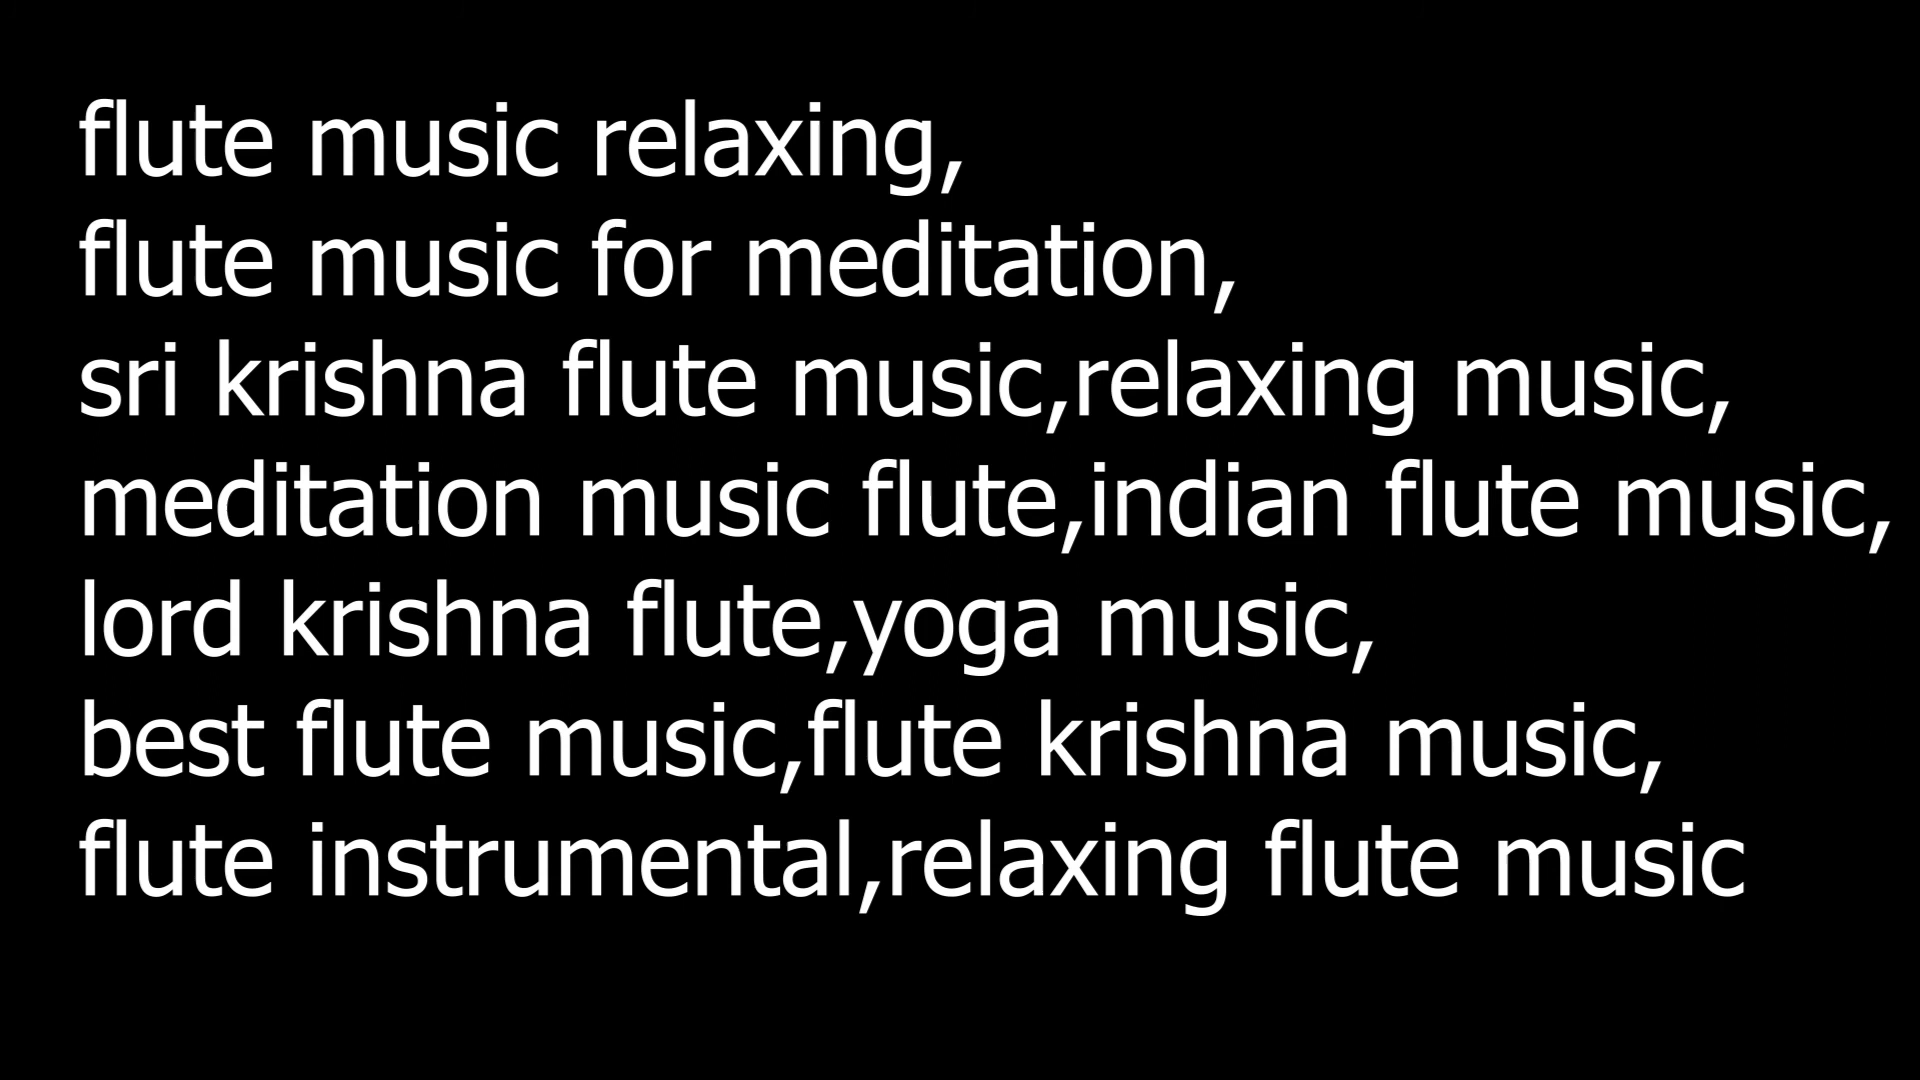 flute music relaxing,
flute music for meditation,
sri krishna flute music,relaxing music,
meditation music flute,indian flute music,
lord krishna flute,yoga music,
best flute music,flute krishna music,
flute instrumental,relaxing flute music